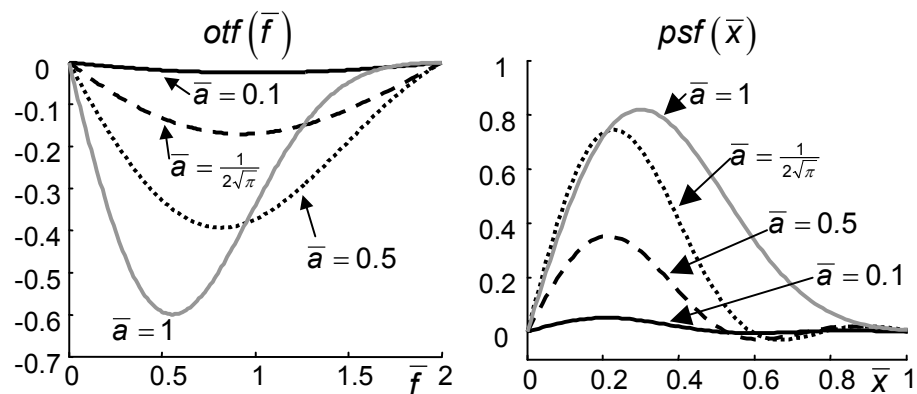 otf(f̅)
0
-0.1
-0.2
-0.3
-0.4
-0.5
-0.6
-0.7
0 0.5 1 1.5 f̅ 2
a̅ = 0.1
a̅ = 1/(2√π)
a̅ = 0.5
a̅ = 1
psf(x̅)
1
0.8
0.6
0.4
0.2
0
0 0.2 0.4 0.6 0.8 x̅ 1
a̅ = 1
a̅ = 1/(2√π)
a̅ = 0.5
a̅ = 0.1